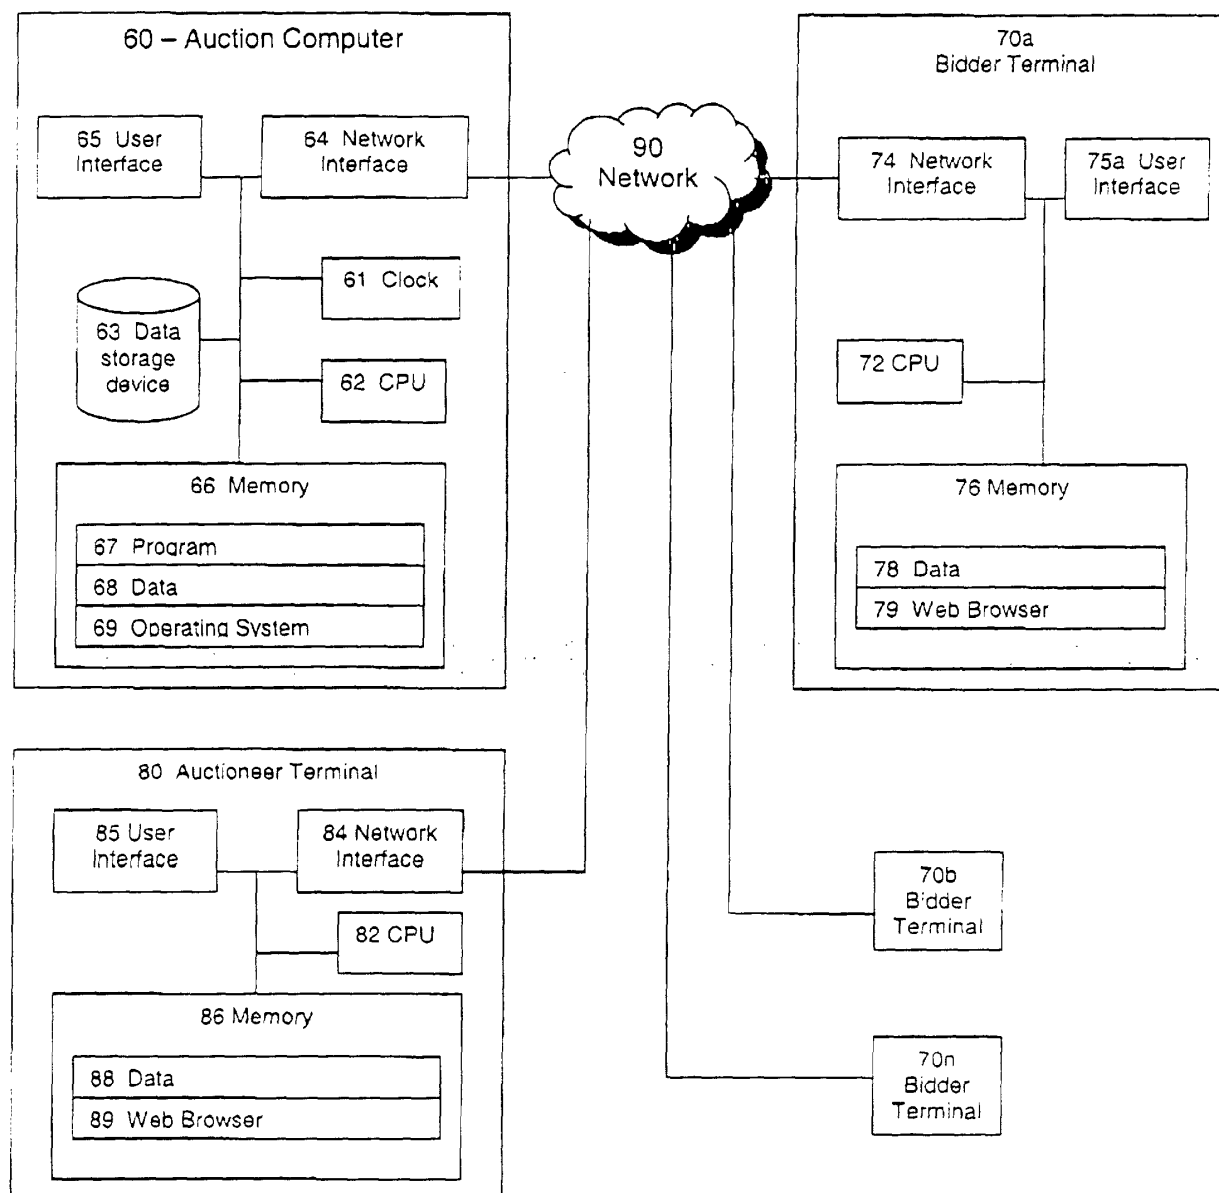 60 – Auction Computer
65 User
Interface
64 Network
Interface
61 Clock
63 Data
storage
device
62 CPU
66 Memory
67 Program
68 Data
69 Operating System
90
Network
70a
Bidder Terminal
74 Network
Interface
75a User
Interface
72 CPU
76 Memory
78 Data
79 Web Browser
80 Auctioneer Terminal
85 User
Interface
84 Network
Interface
82 CPU
86 Memory
88 Data
89 Web Browser
70b
Bidder
Terminal
70n
Bidder
Terminal